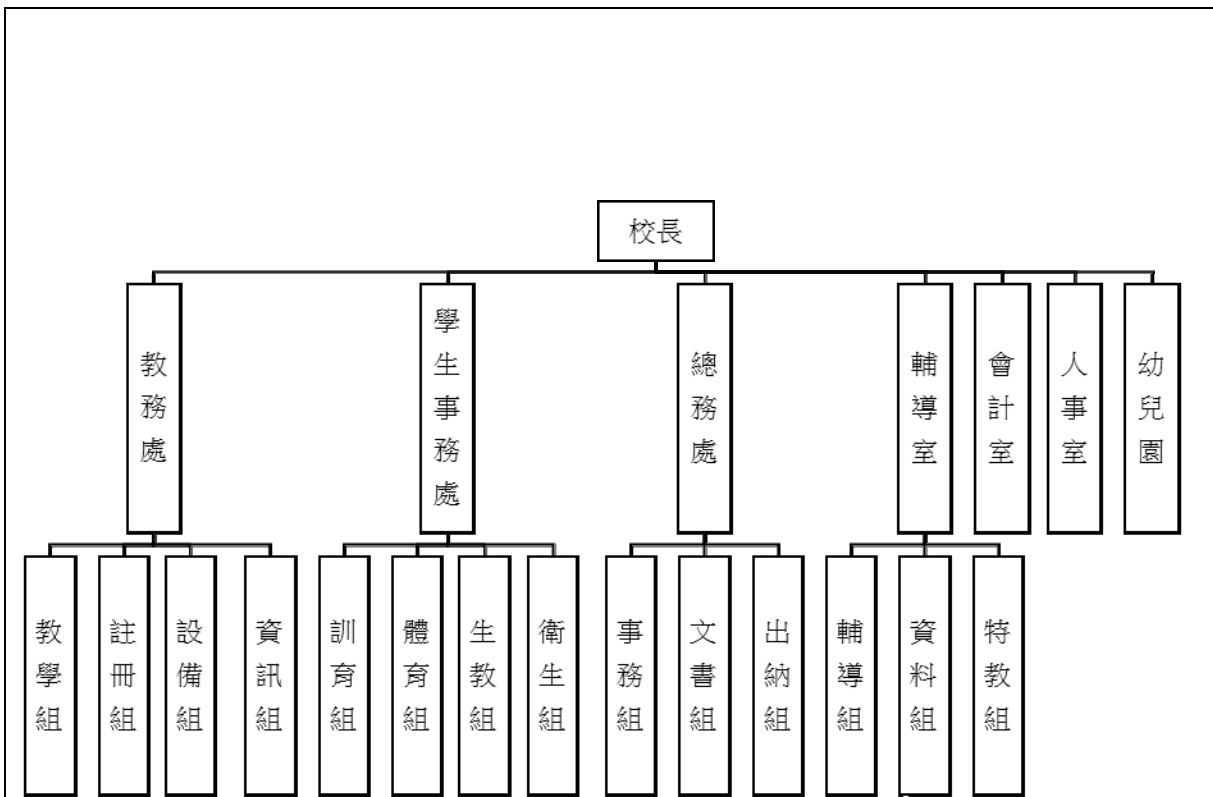 校長
教務處
學生事務處
總務處
輔導室
會計室
人事室
幼兒園
教學組
註冊組
設備組
資訊組
訓育組
體育組
生教組
衛生組
事務組
文書組
出納組
輔導組
資料組
特教組